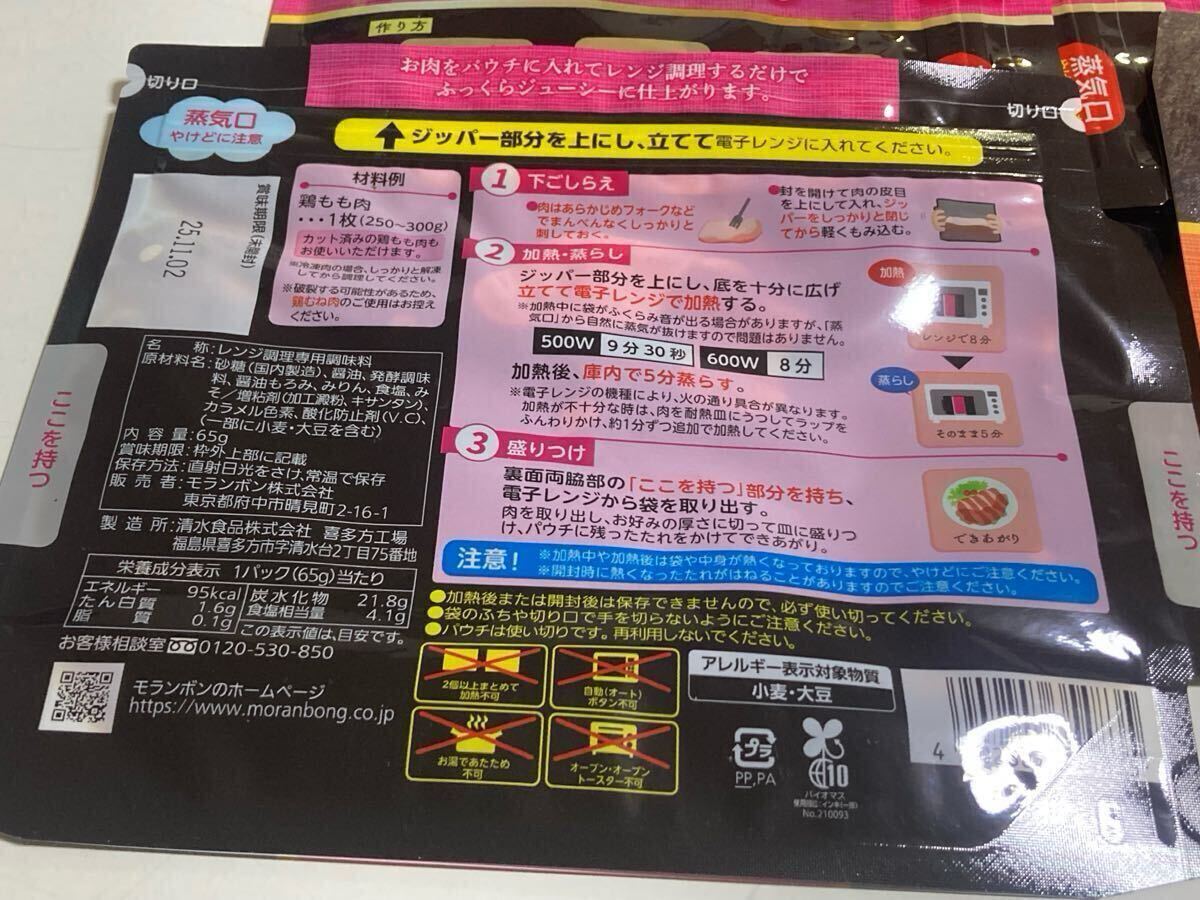 作り方
お肉をパウチに入れてレンジ調理するだけで
ふっくらジューシーに仕上がります。
切り口
切り口
蒸気口
蒸気口
やけどに注意
ジッパー部分を上にし、立てて電子レンジに入れてください。
賞味期限(未開封)
25.11.02
材料例
鶏もも肉
・・・1枚(250~300g)
カット済みの鶏もも肉も
お使いいただけます。
※冷凍肉の場合、しっかりと解凍
してから調理してください。
※破裂する可能性があるため、
鶏むね肉のご使用はお控え
ください。
1 下ごしらえ
●肉はあらかじめフォークなど
でまんべんなくしっかりと
刺しておく。
●封を開けて肉の皮目
を上にして入れ、ジッ
パーをしっかりと閉じ
てから軽くもみ込む。
2 加熱・蒸らし
ジッパー部分を上にし、底を十分に広げ
立てて電子レンジで加熱する。
※加熱中に袋がふくらみ音が出る場合がありますが、「蒸
気口」から自然に蒸気が抜けますので問題はありません。
500W 9分30秒 600W 8分
加熱後、庫内で5分蒸らす。
※電子レンジの機種により、火の通り具合が異なります。
加熱が不十分な時は、肉を耐熱皿にうつしてラップを
ふんわりかけ、約1分ずつ追加で加熱してください。
加熱
レンジで8分
蒸らし
そのまま5分
3 盛りつけ
裏面両脇部の「ここを持つ」部分を持ち、
電子レンジから袋を取り出す。
肉を取り出し、お好みの厚さに切って皿に盛りつ
け、パウチに残ったたれをかけてできあがり。
できあがり
注意!
※加熱中や加熱後は袋や中身が熱くなっておりますので、やけどにご注意ください。
※開封時に熱くなったたれがはねることがありますのでご注意ください。
ここを持つ
ここを持つ
名 称:レンジ調理専用調味料
原材料名:砂糖(国内製造)、醤油、発酵調味
料、醤油もろみ、みりん、食塩、み
そ/増粘剤(加工澱粉、キサンタン)、
カラメル色素、酸化防止剤(V.C)、
(一部に小麦・大豆を含む)
内容量:65g
賞味期限:枠外上部に記載
保存方法:直射日光をさけ、常温で保存
販売者:モランボン株式会社
東京都府中市晴見町2-16-1
製造所:清水食品株式会社 喜多方工場
福島県喜多方市字清水台2丁目75番地
栄養成分表示 1パック(65g)当たり
エネルギー 95kcal 炭水化物 21.8g
たん白質 1.6g 食塩相当量 4.1g
脂質 0.1g この表示値は、目安です。
お客様相談室 0120-530-850
モランボンのホームページ
https://www.moranbong.co.jp
●加熱後または開封後は保存できませんので、必ず使い切ってください。
●袋のふちや切り口で手を切らないようにご注意ください。
●パウチは使い切りです。再利用しないでください。
2個以上まとめて
加熱不可
自動(オート)
ボタン不可
お湯であたため
不可
オーブン・オーブン
トースター不可
アレルギー表示対象物質
小麦・大豆
プラ
PP,PA
10
バイオマス
使用部位:インキ(一部)
No.210093
4